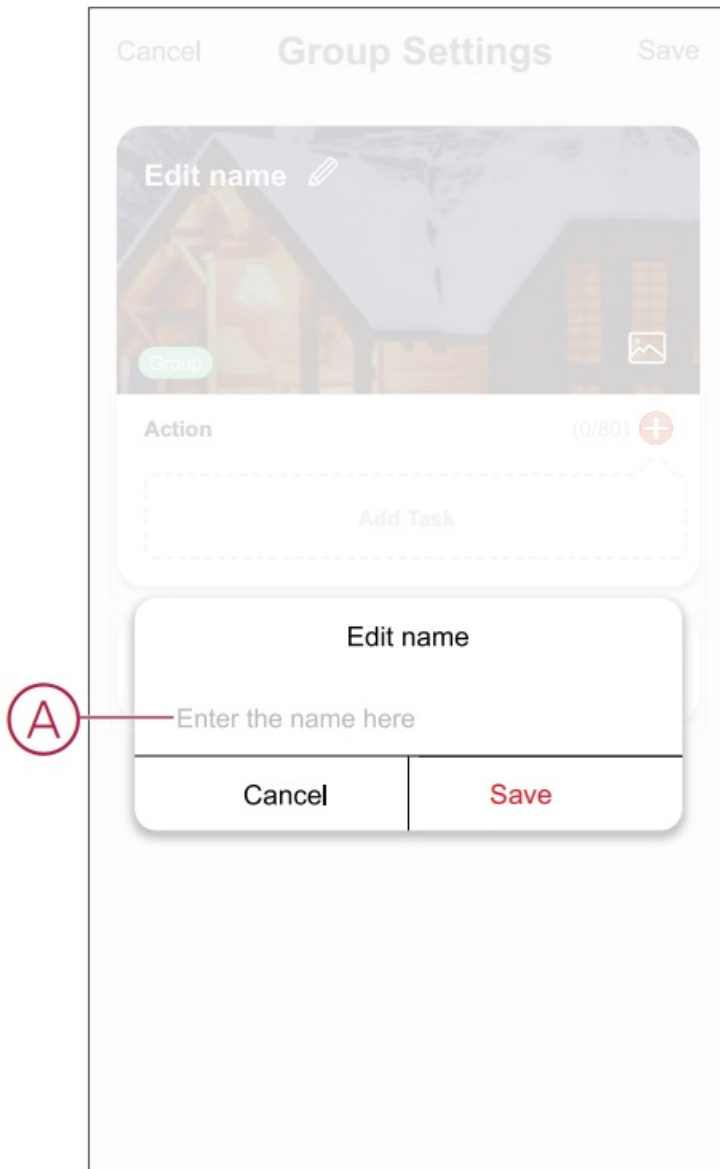 Cancel Group Settings Save
Edit name
Group
Action (0/80)
Add Task
Edit name
A Enter the name here
Cancel Save